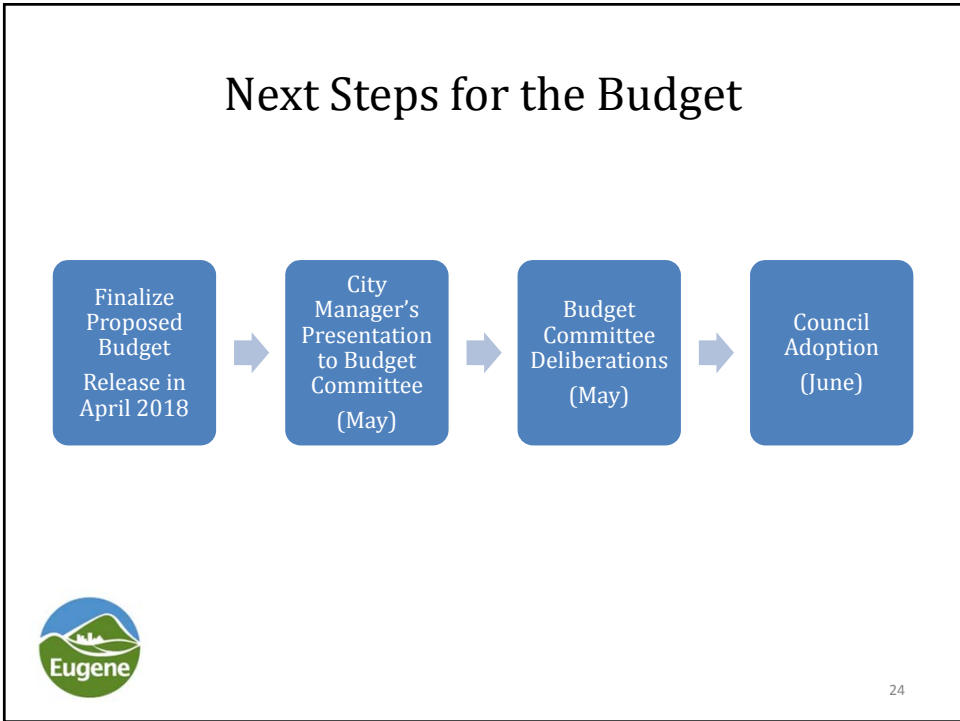 Next Steps for the Budget
Finalize
Proposed
Budget
Release in
April 2018
City
Manager’s
Presentation
to Budget
Committee
(May)
Budget
Committee
Deliberations
(May)
Council
Adoption
(June)
Eugene
24